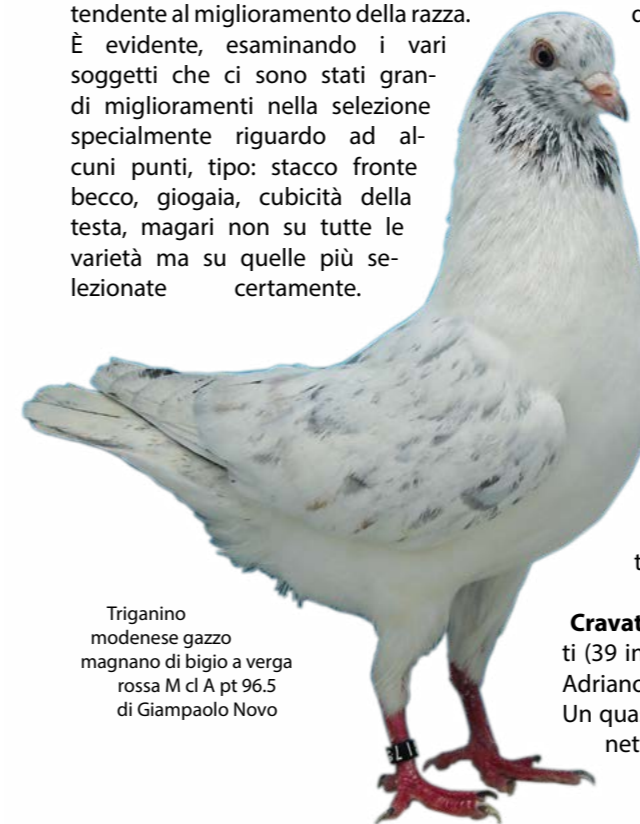 tendente al miglioramento della razza.
È evidente, esaminando i vari
soggetti che ci sono stati gran-
di miglioramenti nella selezione
specialmente riguardo ad al-
cuni punti, tipo: stacco fronte
becco, giogaia, cubicità della
testa, magari non su tutte le
varietà ma su quelle più se-
lezionate certamente.
Triganino
modenese gazzo
magnano di bigio a verga
rossa M cl A pt 96.5
di Giampaolo Novo
Cravat
ti (39 in
Adriano
Un qua
net